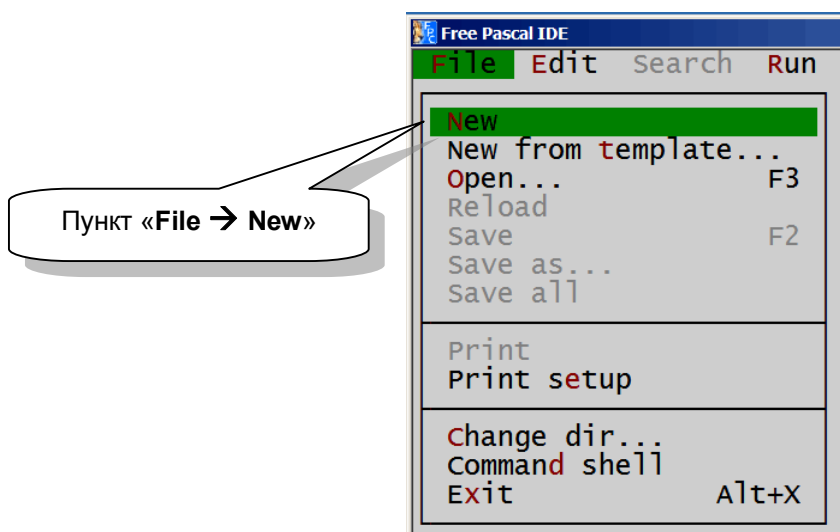 Free Pascal IDE
File Edit Search Run
New
New from template...
Open... F3
Reload
Save F2
Save as...
Save all
Print
Print setup
Change dir...
Command shell
Exit Alt+X
Пункт «File → New»